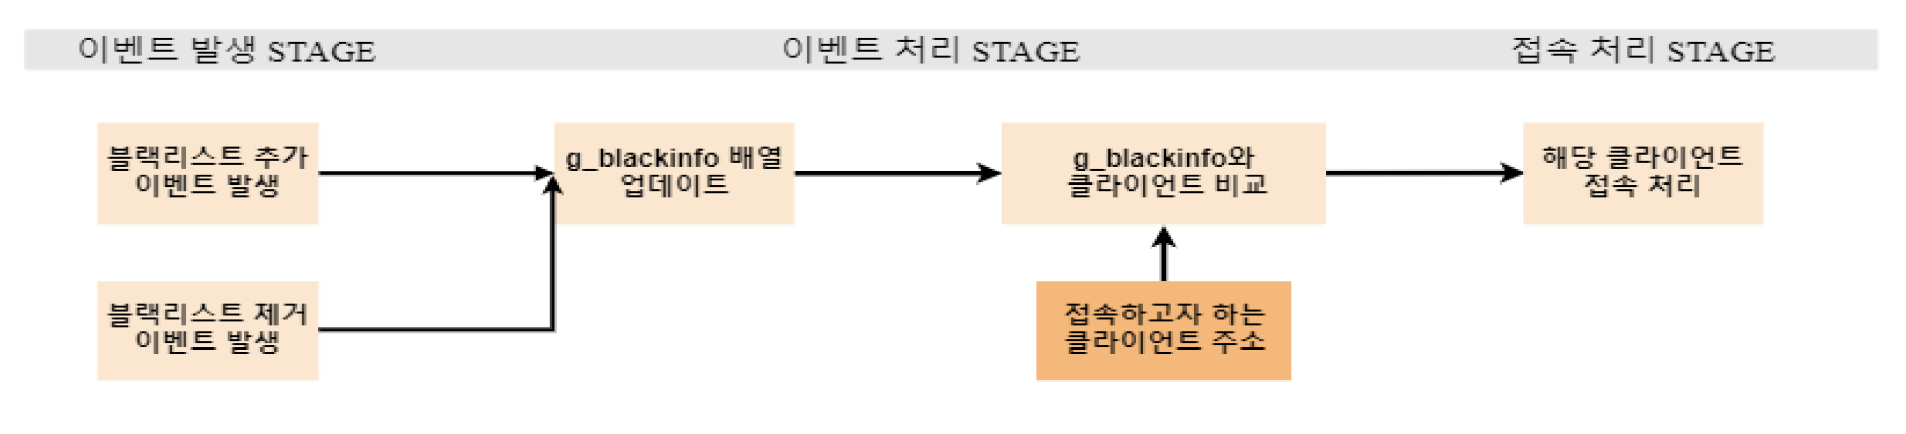 이벤트 발생 STAGE
이벤트 처리 STAGE
접속 처리 STAGE
블랙리스트 추가
이벤트 발생
g_blackinfo 배열
업데이트
g_blackinfo와
클라이언트 비교
해당 클라이언트
접속 처리
블랙리스트 제거
이벤트 발생
접속하고자 하는
클라이언트 주소